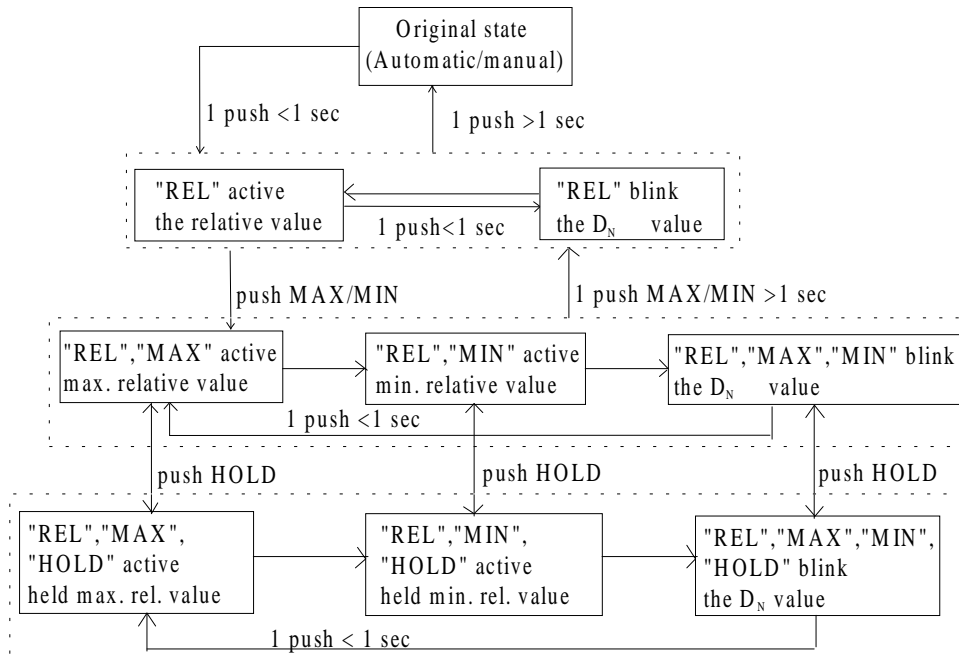 Original state
(Automatic/manual)
1 push <1 sec
1 push >1 sec
"REL" active
the relative value
1 push<1 sec
"REL" blink
the DN value
push MAX/MIN
1 push MAX/MIN >1 sec
"REL","MAX" active
max. relative value
"REL","MIN" active
min. relative value
"REL","MAX","MIN" blink
the DN value
1 push <1 sec
push HOLD
push HOLD
push HOLD
"REL","MAX",
"HOLD" active
held max. rel. value
"REL","MIN",
"HOLD" active
held min. rel. value
"REL","MAX","MIN",
"HOLD" blink
the DN value
1 push < 1 sec